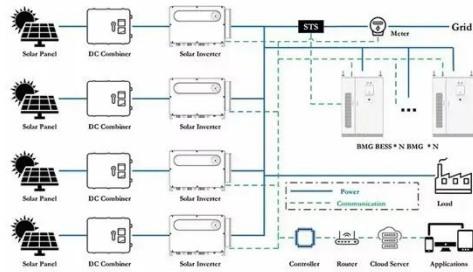 STS
Grid
Meter
Solar Panel
DC Combiner
Solar Inverter
Solar Panel
DC Combiner
Solar Inverter
BMG BESS * N BMG * N
Solar Panel
DC Combiner
Solar Inverter
Power
Communication
Load
Solar Panel
DC Combiner
Solar Inverter
Controller
Router
Cloud Server
Applications